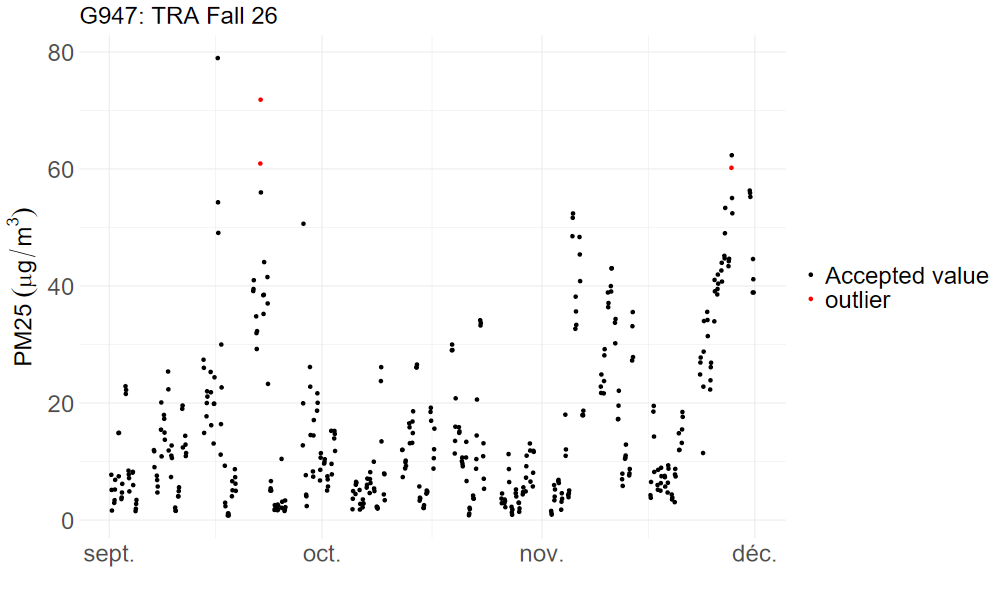 G947: TRA Fall 26
PM25 (μg/m³)
80
60
40
20
0
sept.
oct.
nov.
déc.
Accepted value
outlier